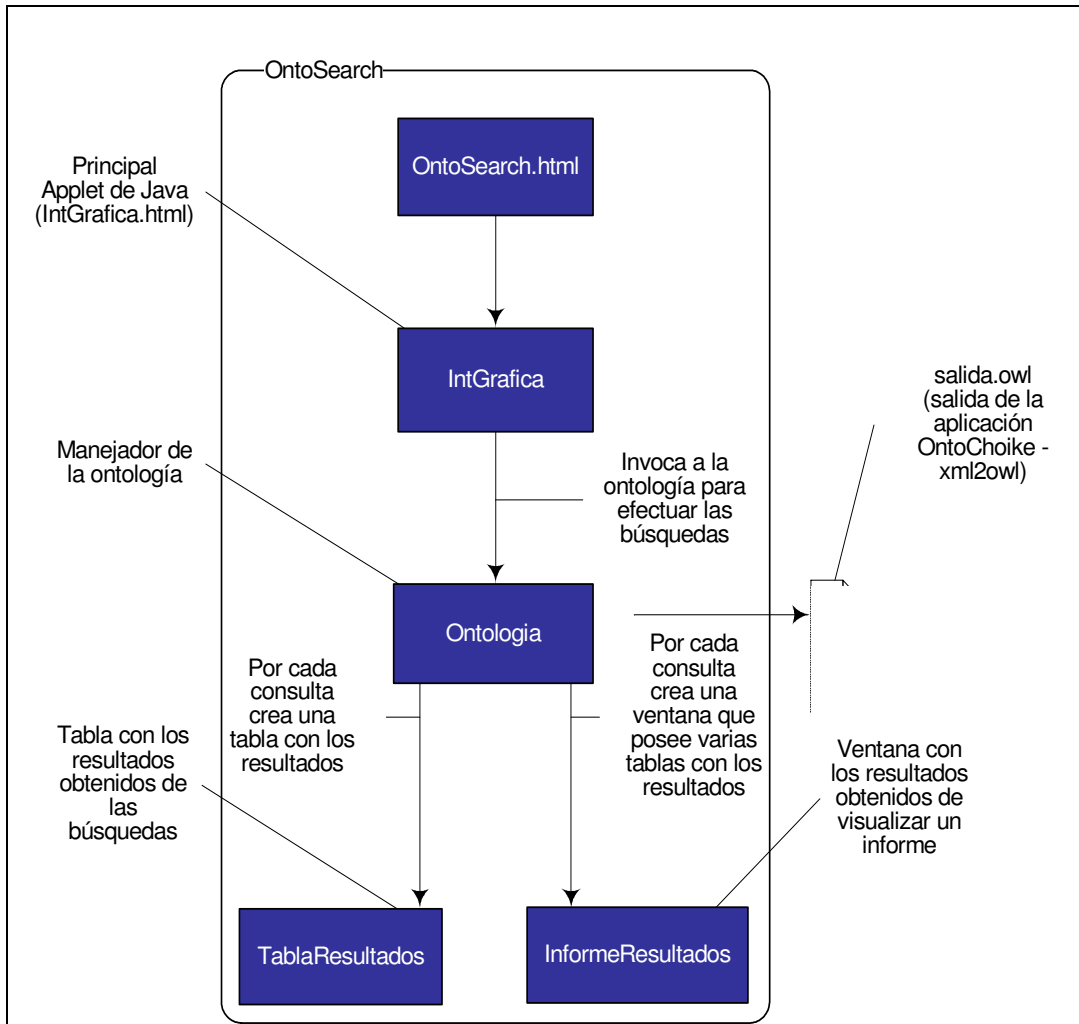 OntoSearch
OntoSearch.html
Principal
Applet de Java
(IntGrafica.html)
IntGrafica
salida.owl
(salida de la
aplicación
OntoChoike -
xml2owl)
Manejador de
la ontología
Invoca a la
ontología para
efectuar las
búsquedas
Ontologia
Por cada
consulta
crea una
tabla con los
resultados
Por cada
consulta
crea una
ventana que
posee varias
tablas con los
resultados
Tabla con los
resultados
obtenidos de
las
búsquedas
Ventana con
los resultados
obtenidos de
visualizar un
informe
TablaResultados
InformeResultados